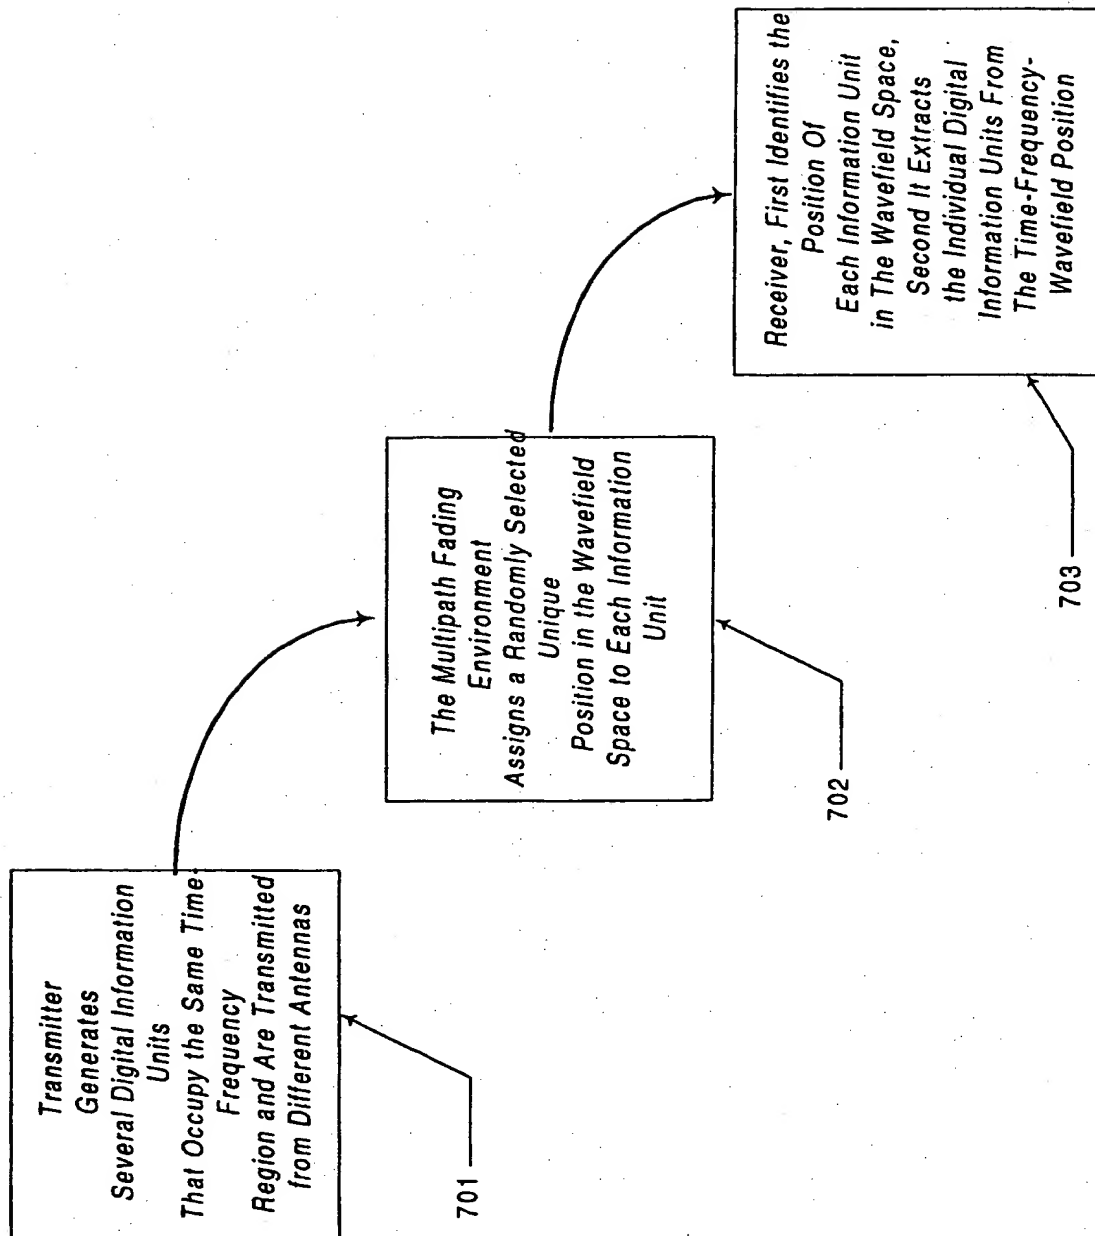 Transmitter
Generates
Several Digital Information
Units
That Occupy the Same Time-
Frequency
Region and Are Transmitted
from Different Antennas
701
The Multipath Fading
Environment
Assigns a Randomly Selected
Unique
Position in the Wavefield
Space to Each Information
Unit
702
Receiver, First Identifies the
Position Of
Each Information Unit
in The Wavefield Space,
Second It Extracts
the Individual Digital
Information Units From
The Time-Frequency-
Wavefield Position
703